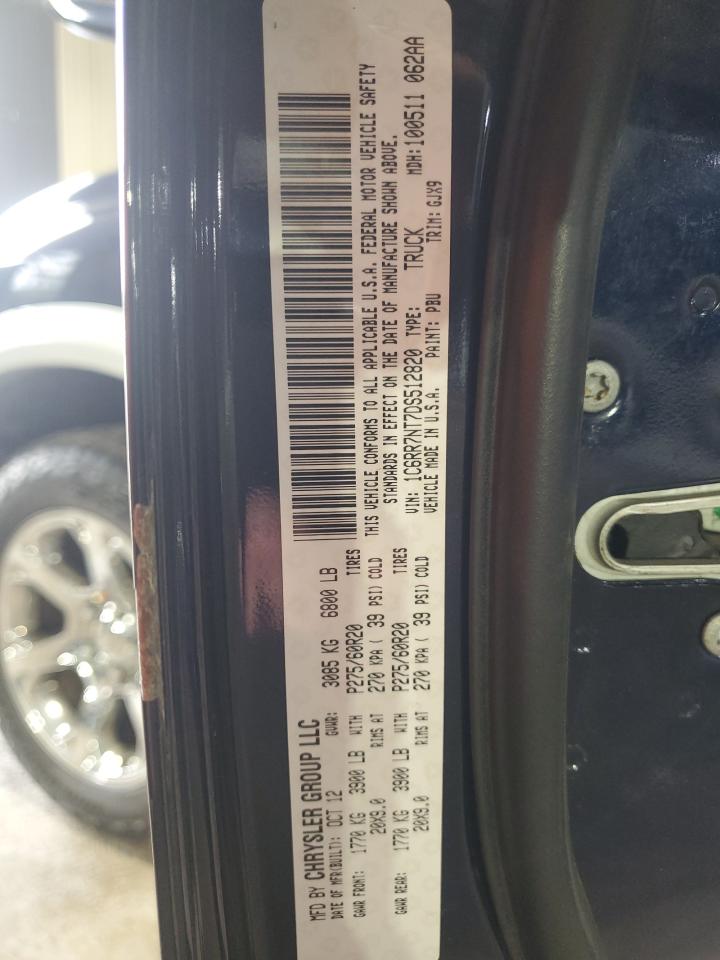 MFD BY CHRYSLER GROUP LLC
DATE OF MFR(BUILT): OCT 12 GVWR: 3085 KG 6800 LB
GAWR FRONT: 1770 KG 3900 LB WITH P275/60R20 TIRES
20X9.0 RIMS AT 270 KPA ( 39 PSI) COLD
GAWR REAR: 1770 KG 3900 LB WITH P275/60R20 TIRES
20X9.0 RIMS AT 270 KPA ( 39 PSI) COLD
THIS VEHICLE CONFORMS TO ALL APPLICABLE U.S.A. FEDERAL MOTOR VEHICLE SAFETY
STANDARDS IN EFFECT ON THE DATE OF MANUFACTURE SHOWN ABOVE.
VIN: 1C6RR7NT7DS512820 TYPE: TRUCK MDH:100511 062AA
VEHICLE MADE IN U.S.A. PAINT: PBU TRIM: GJX9